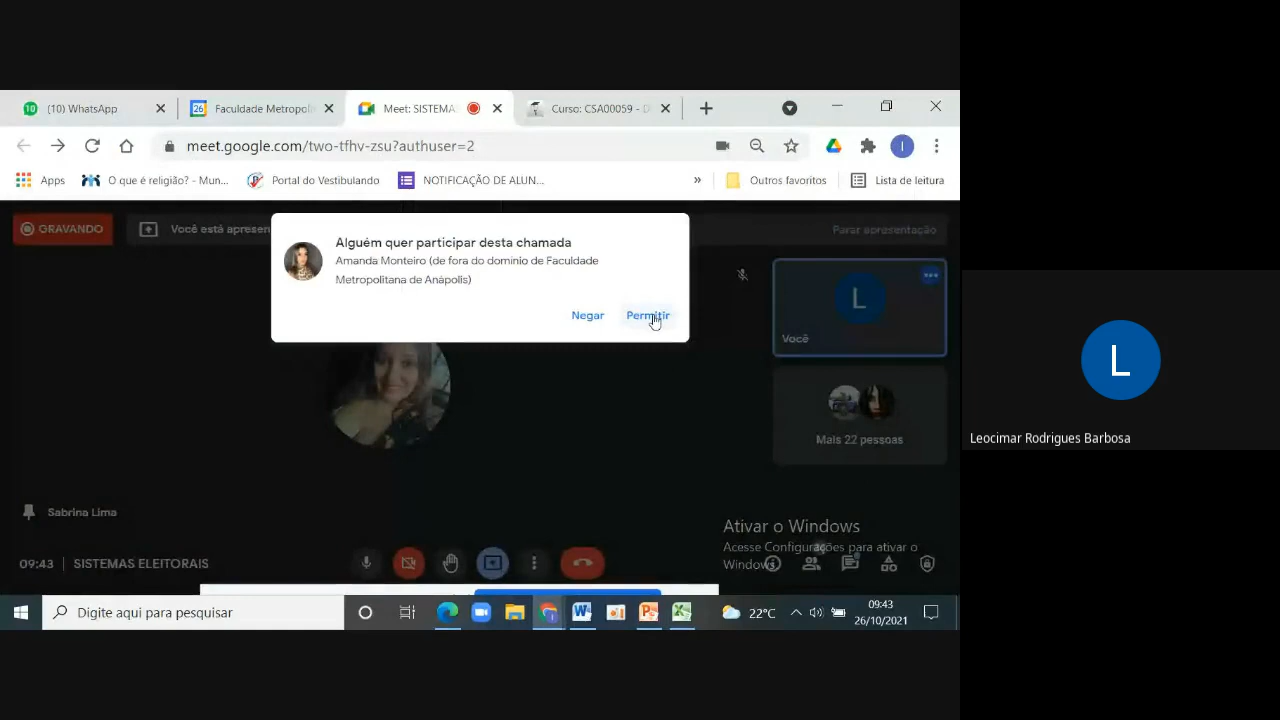 (10) WhatsApp
Faculdade Metropol
Meet: SISTEMA
Curso: CSA00059 - D
meet.google.com/two-tfhv-zsu?authuser=2
I
Apps
O que é religião? - Mun...
Portal do Vestibulando
NOTIFICAÇÃO DE ALUN...
»
Outros favoritos
Lista de leitura
GRAVANDO
Você está apresen
Parar apresentação
Alguém quer participar desta chamada
Amanda Monteiro (de fora do domínio de Faculdade
Metropolitana de Anápolis)
Negar
Permitir
L
Você
Mais 22 pessoas
L
Leocimar Rodrigues Barbosa
Sabrina Lima
Ativar o Windows
Acesse Configurações para ativar o
Windows.
09:43 | SISTEMAS ELEITORAIS
Digite aqui para pesquisar
22°C
09:43
26/10/2021